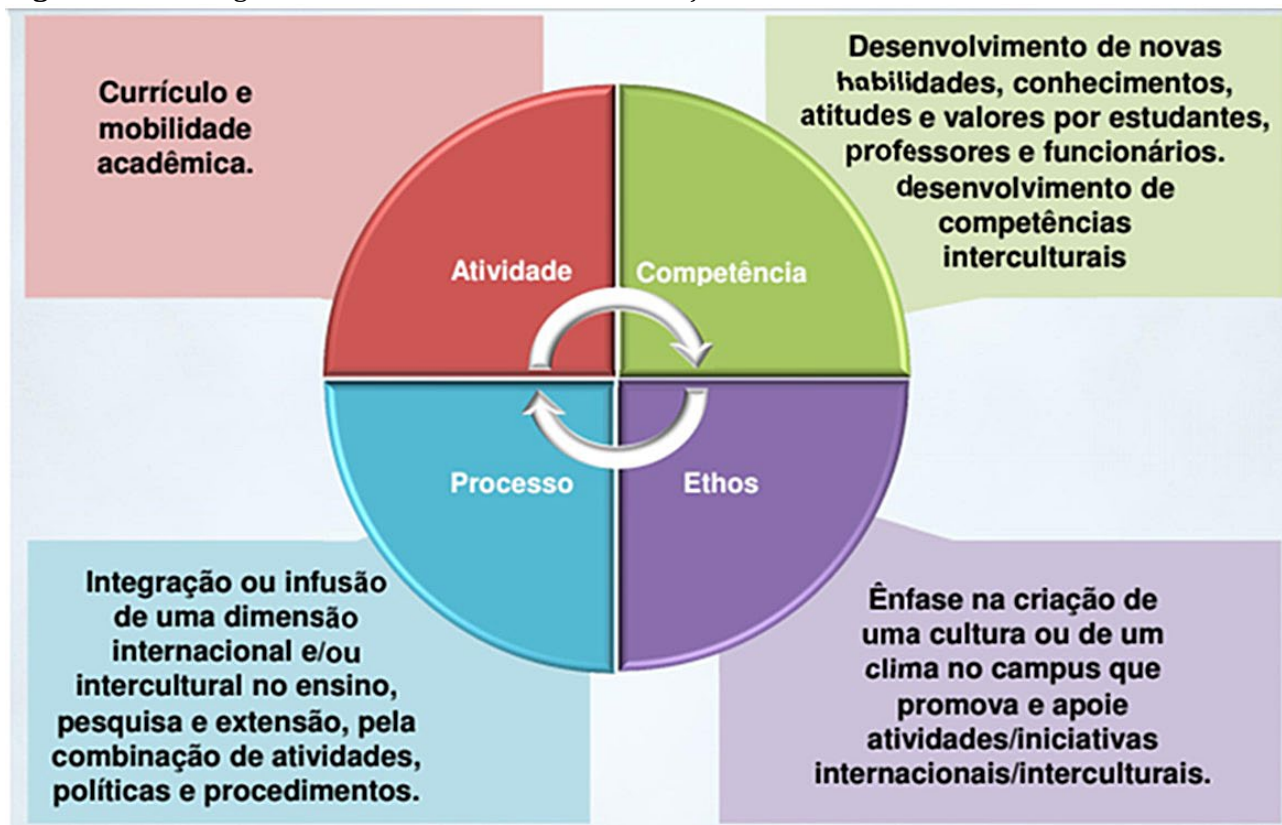 Currículo e
mobilidade
acadêmica.
Desenvolvimento de novas
habilidades, conhecimentos,
atitudes e valores por estudantes,
professores e funcionários.
desenvolvimento de
competências
interculturais
Atividade
Competência
Processo
Ethos
Integração ou infusão
de uma dimensão
internacional e/ou
intercultural no ensino,
pesquisa e extensão, pela
combinação de atividades,
políticas e procedimentos.
Ênfase na criação de
uma cultura ou de um
clima no campus que
promova e apoie
atividades/iniciativas
internacionais/interculturais.